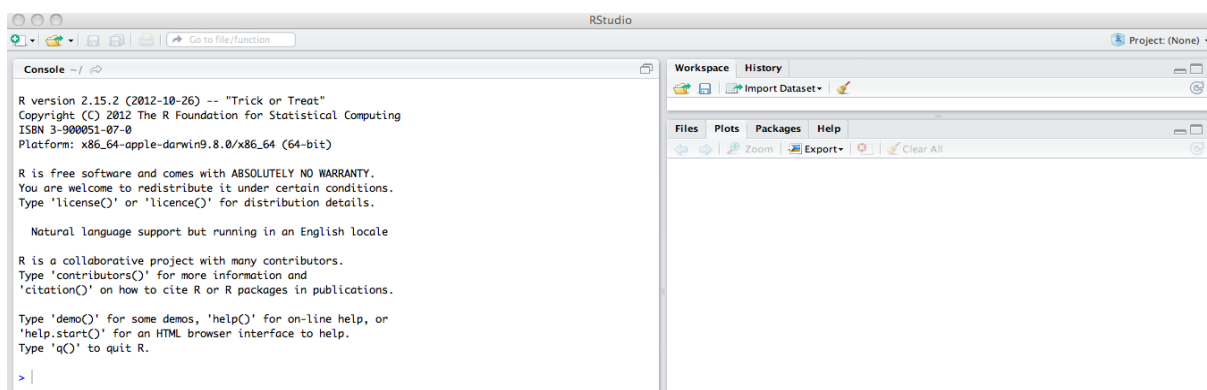 RStudio
Go to file/function
Project: (None)
Console ~/
R version 2.15.2 (2012-10-26) -- "Trick or Treat"
Copyright (C) 2012 The R Foundation for Statistical Computing
ISBN 3-900051-07-0
Platform: x86_64-apple-darwin9.8.0/x86_64 (64-bit)
R is free software and comes with ABSOLUTELY NO WARRANTY.
You are welcome to redistribute it under certain conditions.
Type 'license()' or 'licence()' for distribution details.
Natural language support but running in an English locale
R is a collaborative project with many contributors.
Type 'contributors()' for more information and
'citation()' on how to cite R or R packages in publications.
Type 'demo()' for some demos, 'help()' for on-line help, or
'help.start()' for an HTML browser interface to help.
Type 'q()' to quit R.
>
Workspace History
Import Dataset
Files Plots Packages Help
Zoom Export Clear All